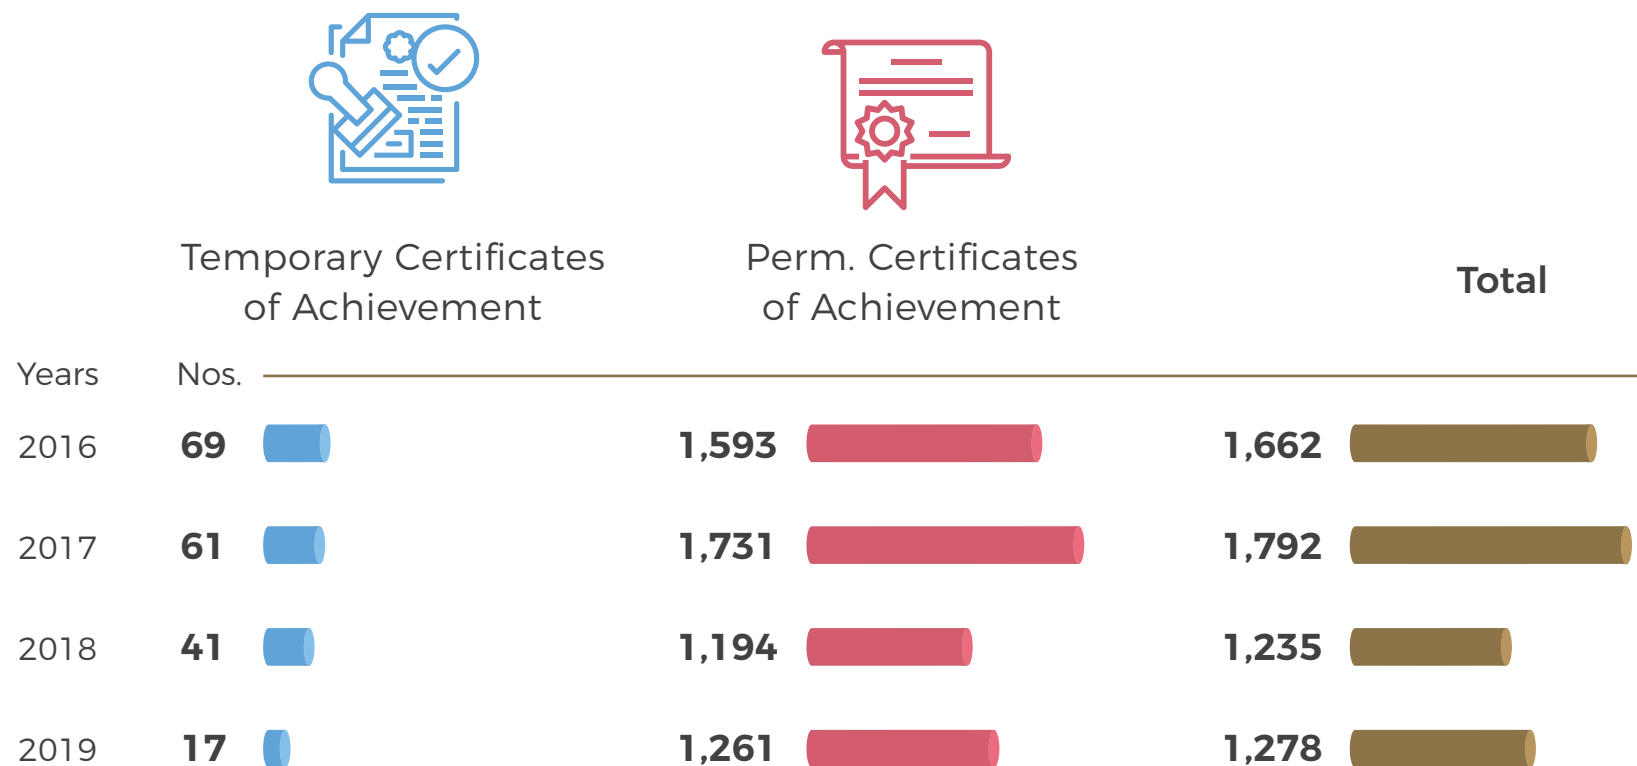 Temporary Certificates
of Achievement
Perm. Certificates
of Achievement
Total
Years Nos.
2016 69 1,593 1,662
2017 61 1,731 1,792
2018 41 1,194 1,235
2019 17 1,261 1,278